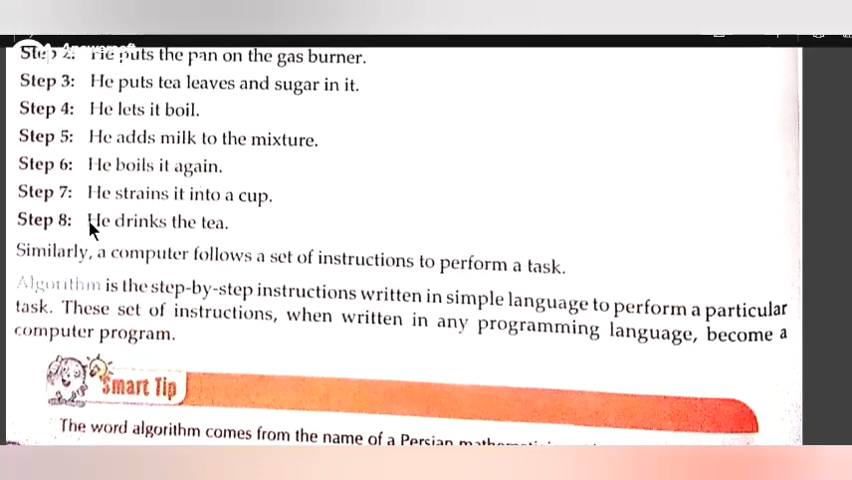 Step 2: He puts the pan on the gas burner.
Step 3: He puts tea leaves and sugar in it.
Step 4: He lets it boil.
Step 5: He adds milk to the mixture.
Step 6: He boils it again.
Step 7: He strains it into a cup.
Step 8: He drinks the tea.
Similarly, a computer follows a set of instructions to perform a task.
Algorithm is the step-by-step instructions written in simple language to perform a particular
task. These set of instructions, when written in any programming language, become a
computer program.
Smart Tip
The word algorithm comes from the name of a Persian